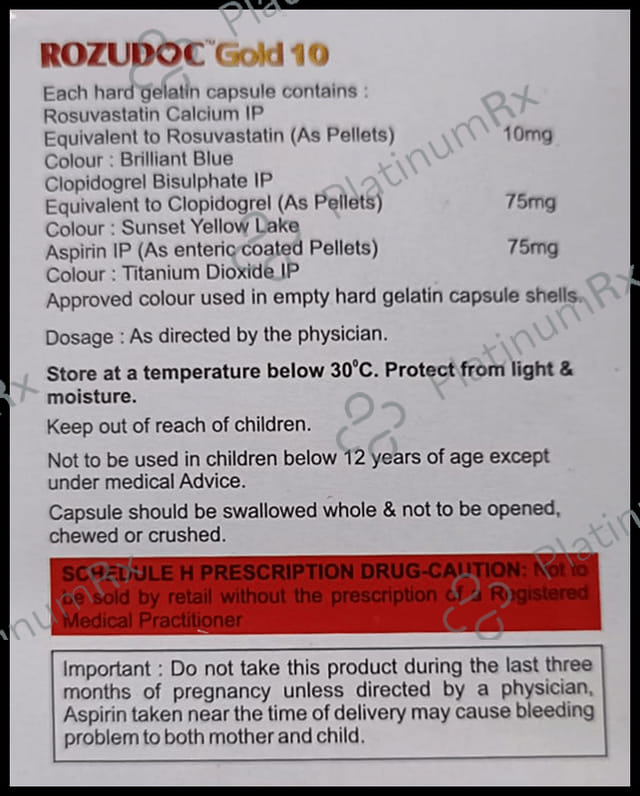 ROZUDOC™ Gold 10
Each hard gelatin capsule contains :
Rosuvastatin Calcium IP
Equivalent to Rosuvastatin (As Pellets) 10mg
Colour : Brilliant Blue
Clopidogrel Bisulphate IP
Equivalent to Clopidogrel (As Pellets) 75mg
Colour : Sunset Yellow Lake
Aspirin IP (As enteric coated Pellets) 75mg
Colour : Titanium Dioxide IP
Approved colour used in empty hard gelatin capsule shells.
Dosage : As directed by the physician.
Store at a temperature below 30°C. Protect from light &
moisture.
Keep out of reach of children.
Not to be used in children below 12 years of age except
under medical Advice.
Capsule should be swallowed whole & not to be opened,
chewed or crushed.
SCHEDULE H PRESCRIPTION DRUG-CAUTION: Not to
be sold by retail without the prescription of a Registered
Medical Practitioner
Important : Do not take this product during the last three
months of pregnancy unless directed by a physician,
Aspirin taken near the time of delivery may cause bleeding
problem to both mother and child.
PlatinumRx
PlatinumRx
Platinum
Rx
Platin
numRx